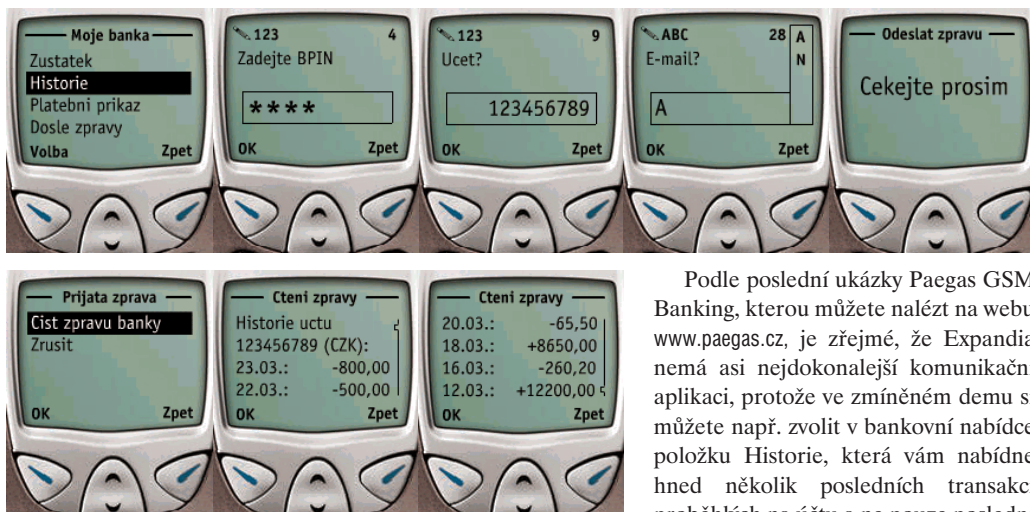 Moje banka
Zustatek
Historie
Platebni prikaz
Dosle zpravy
Volba Zpet
123 4
Zadejte BPIN
****
OK Zpet
123 9
Ucet?
123456789
OK Zpet
ABC 28 A
N
E-mail?
A
OK Zpet
Odeslat zpravu
Cekejte prosim
Prijata zprava
Cist zpravu banky
Zrusit
OK Zpet
Cteni zpravy
Historie uctu
123456789 (CZK):
23.03.: -800,00
22.03.: -500,00
OK Zpet
Cteni zpravy
20.03.: -65,50
18.03.: +8650,00
16.03.: -260,20
12.03.: +12200,00
OK Zpet
Podle poslední ukázky Paegas GSM
Banking, kterou můžete nalézt na webu
www.paegas.cz, je zřejmé, že Expandia
nemá asi nejdokonalejší komunikační
aplikaci, protože ve zmíněném demu si
můžete např. zvolit v bankovní nabídce
položku Historie, která vám nabídne
hned několik posledních transakc